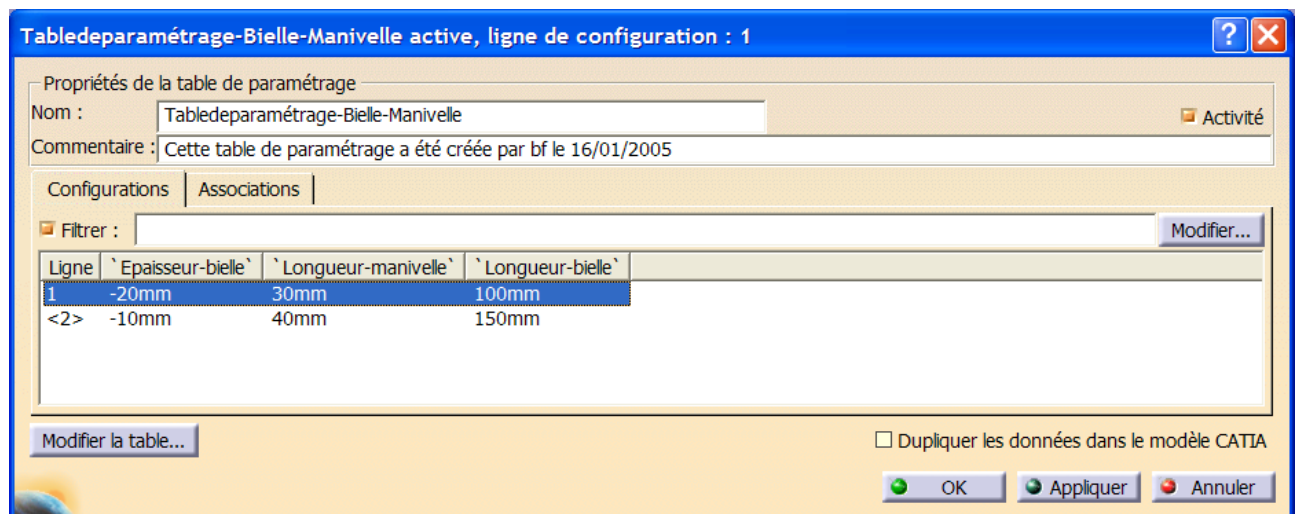 Tabledeparamétrage-Bielle-Manivelle active, ligne de configuration : 1
Propriétés de la table de paramétrage
Nom : Tabledeparamétrage-Bielle-Manivelle Activité
Commentaire : Cette table de paramétrage a été créée par bf le 16/01/2005
Configurations Associations
Filtrer : Modifier...
Ligne `Epaisseur-bielle` `Longueur-manivelle` `Longueur-bielle`
1 -20mm 30mm 100mm
<2> -10mm 40mm 150mm
Modifier la table... Dupliquer les données dans le modèle CATIA
OK Appliquer Annuler